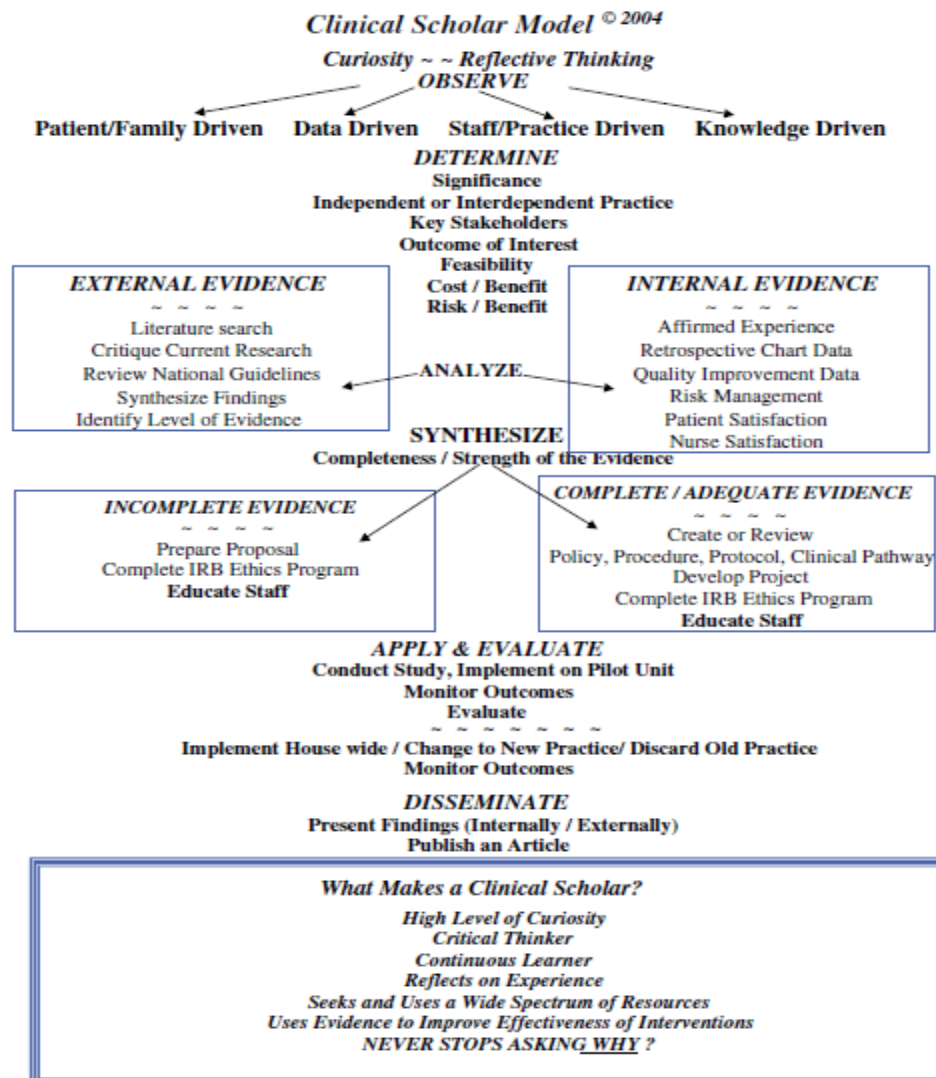 Clinical Scholar Model © 2004
Curiosity ~ ~ Reflective Thinking
OBSERVE
Patient/Family Driven Data Driven Staff/Practice Driven Knowledge Driven
DETERMINE
Significance
Independent or Interdependent Practice
Key Stakeholders
Outcome of Interest
Feasibility
Cost / Benefit
Risk / Benefit
EXTERNAL EVIDENCE
~ ~ ~ ~
Literature search
Critique Current Research
Review National Guidelines
Synthesize Findings
Identify Level of Evidence
ANALYZE
INTERNAL EVIDENCE
~ ~ ~ ~
Affirmed Experience
Retrospective Chart Data
Quality Improvement Data
Risk Management
Patient Satisfaction
Nurse Satisfaction
SYNTHESIZE
Completeness / Strength of the Evidence
INCOMPLETE EVIDENCE
~ ~ ~ ~
Prepare Proposal
Complete IRB Ethics Program
Educate Staff
COMPLETE / ADEQUATE EVIDENCE
~ ~ ~ ~
Create or Review
Policy, Procedure, Protocol, Clinical Pathway
Develop Project
Complete IRB Ethics Program
Educate Staff
APPLY & EVALUATE
Conduct Study, Implement on Pilot Unit
Monitor Outcomes
Evaluate
~ ~ ~ ~ ~ ~ ~
Implement House wide / Change to New Practice/ Discard Old Practice
Monitor Outcomes
DISSEMINATE
Present Findings (Internally / Externally)
Publish an Article
What Makes a Clinical Scholar?
High Level of Curiosity
Critical Thinker
Continuous Learner
Reflects on Experience
Seeks and Uses a Wide Spectrum of Resources
Uses Evidence to Improve Effectiveness of Interventions
NEVER STOPS ASKING WHY ?